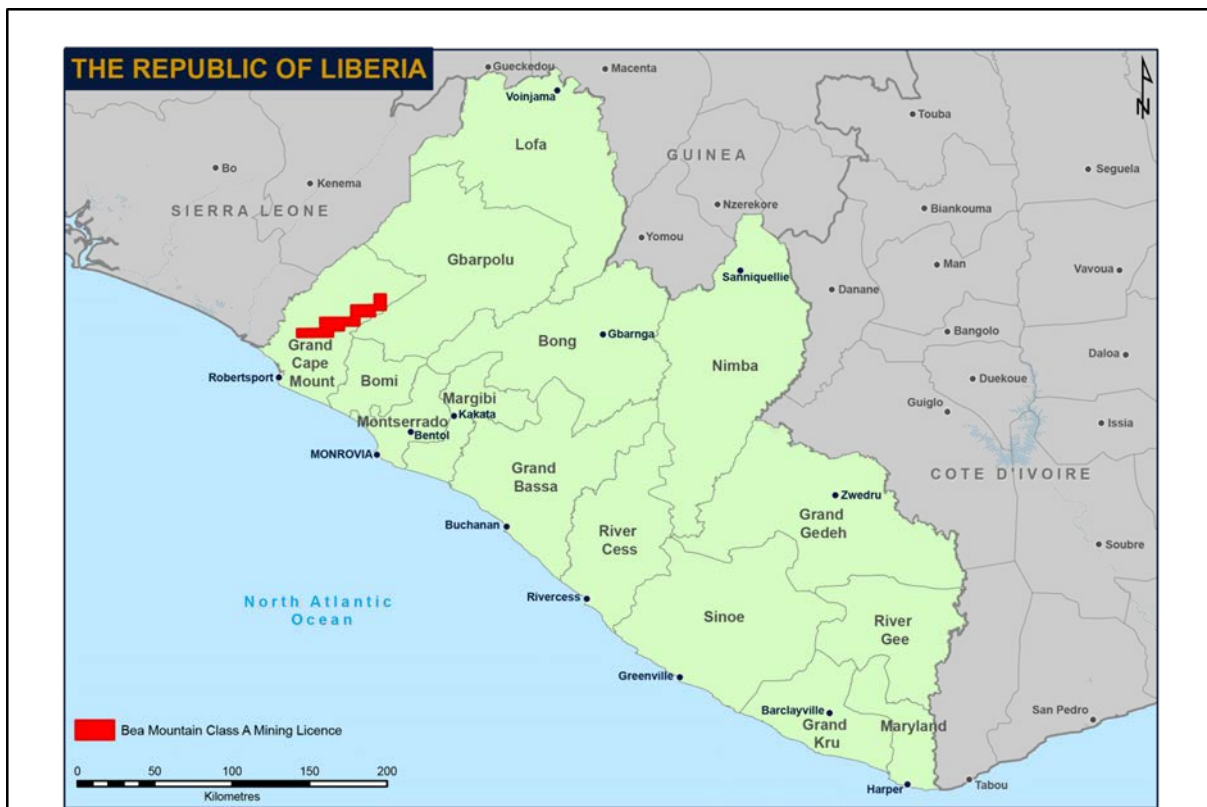 THE REPUBLIC OF LIBERIA
N
Gueckedou
Macenta
Voinjama
Touba
Lofa
GUINEA
Bo
Kenema
Seguela
SIERRA LEONE
Nzerekore
Biankouma
Yomou
Gbarpolu
Man
Vavoua
Sanniquellie
Danane
Bangolo
Gbarnga
Bong
Grand
Cape
Mount
Daloa
Nimba
Robertsport
Bomi
Duekoue
Margibi
Kakata
Guiglo
Montserrado
Bentol
Issia
MONROVIA
Grand
Bassa
COTE D'IVOIRE
Zwedru
Grand
Gedeh
Buchanan
River
Cess
Soubre
North Atlantic
Ocean
Rivercess
Sinoe
River
Gee
Greenville
Barclayville
Grand
Kru
Maryland
San Pedro
Bea Mountain Class A Mining Licence
0 50 100 150 200
Kilometres
Harper
Tabou